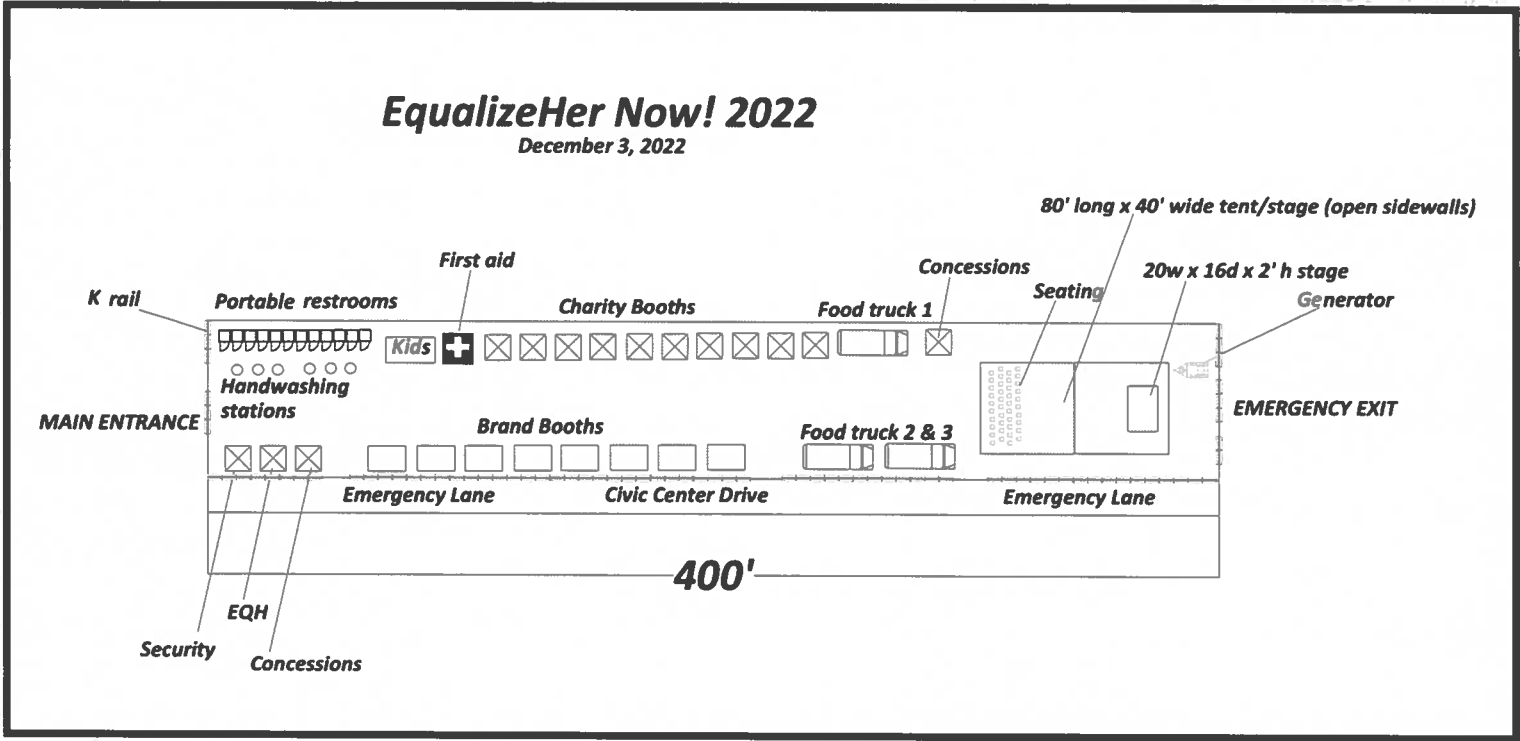 EqualizeHer Now! 2022
December 3, 2022
80' long x 40' wide tent/stage (open sidewalls)
First aid
Concessions
20w x 16d x 2' h stage
K rail
Portable restrooms
Charity Booths
Food truck 1
Seating
Generator
Kids
Handwashing
stations
MAIN ENTRANCE
EMERGENCY EXIT
Brand Booths
Food truck 2 & 3
Emergency Lane
Civic Center Drive
Emergency Lane
400'
EQH
Security
Concessions